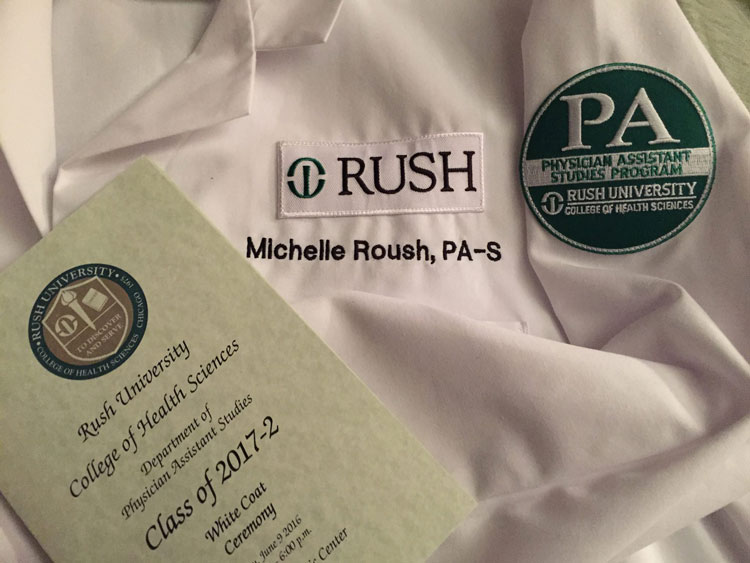 RUSH
Michelle Roush, PA-S
PA
PHYSICIAN ASSISTANT
STUDIES PROGRAM
RUSH UNIVERSITY
COLLEGE OF HEALTH SCIENCES
RUSH UNIVERSITY
COLLEGE OF HEALTH SCIENCES
CHICAGO 1975
TO DISCOVER
AND SERVE
Rush University
College of Health Sciences
Department of
Physician Assistant Studies
Class of 2017-2
White Coat
Ceremony
June 9 2016
6:00 p.m.
Center